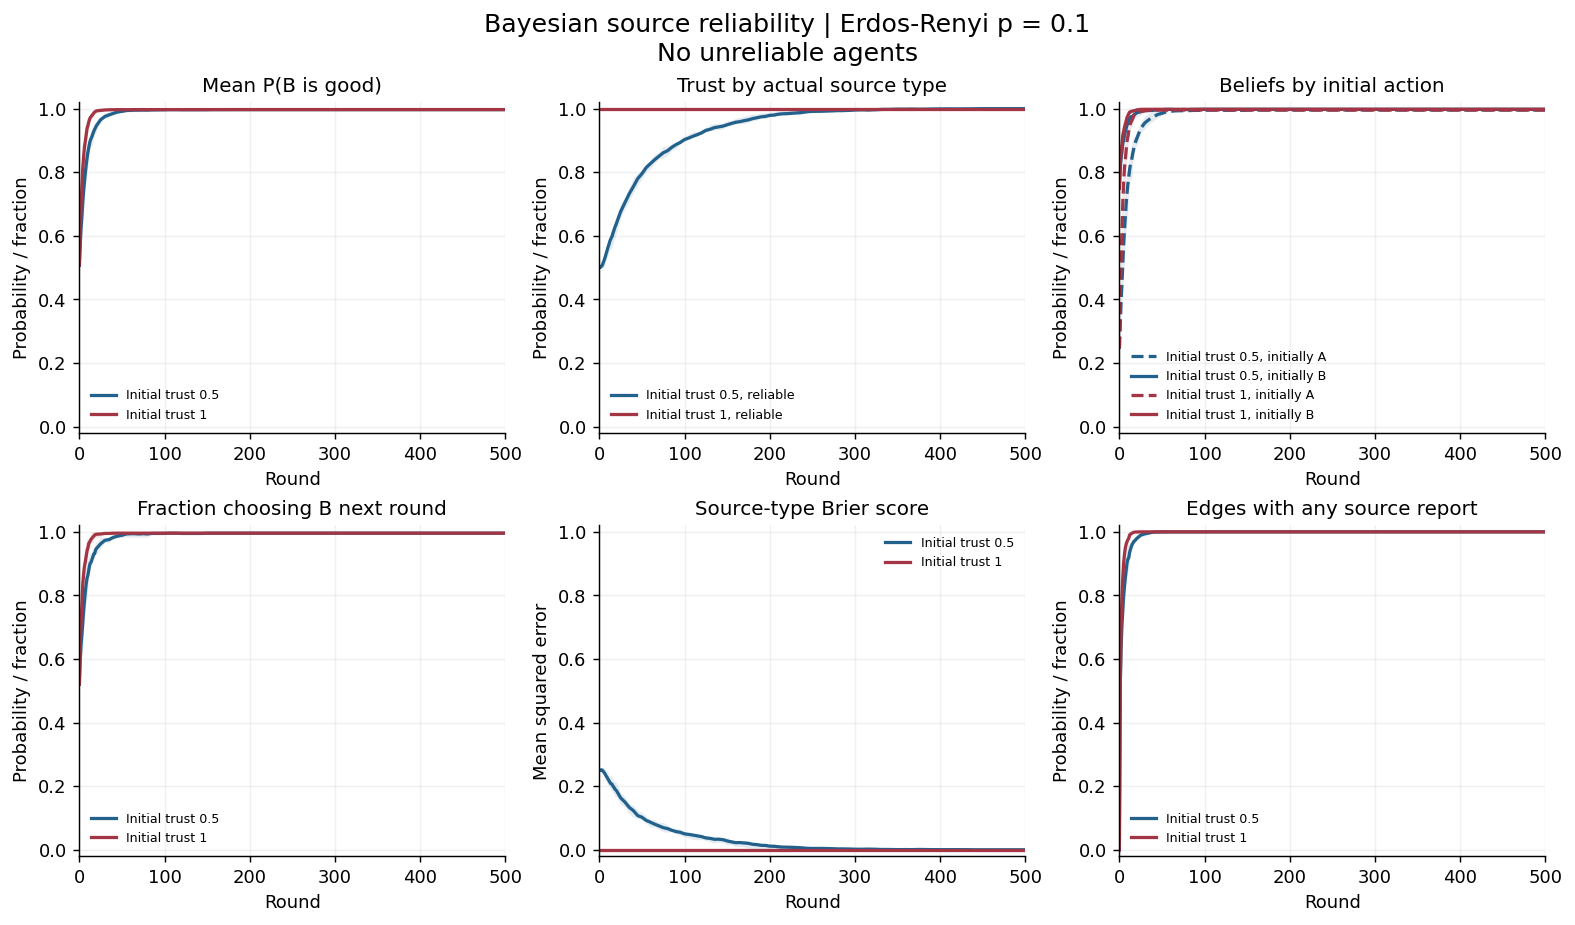 Bayesian source reliability | Erdos-Renyi p = 0.1
No unreliable agents
Mean P(B is good)
Probability / fraction
1.0
0.8
0.6
0.4
0.2
0.0
Initial trust 0.5
Initial trust 1
0 100 200 300 400 500
Round
Trust by actual source type
Probability / fraction
1.0
0.8
0.6
0.4
0.2
0.0
Initial trust 0.5, reliable
Initial trust 1, reliable
0 100 200 300 400 500
Round
Beliefs by initial action
Probability / fraction
1.0
0.8
0.6
0.4
0.2
0.0
Initial trust 0.5, initially A
Initial trust 0.5, initially B
Initial trust 1, initially A
Initial trust 1, initially B
0 100 200 300 400 500
Round
Fraction choosing B next round
Probability / fraction
1.0
0.8
0.6
0.4
0.2
0.0
Initial trust 0.5
Initial trust 1
0 100 200 300 400 500
Round
Source-type Brier score
Mean squared error
1.0
0.8
0.6
0.4
0.2
0.0
Initial trust 0.5
Initial trust 1
0 100 200 300 400 500
Round
Edges with any source report
Probability / fraction
1.0
0.8
0.6
0.4
0.2
0.0
Initial trust 0.5
Initial trust 1
0 100 200 300 400 500
Round